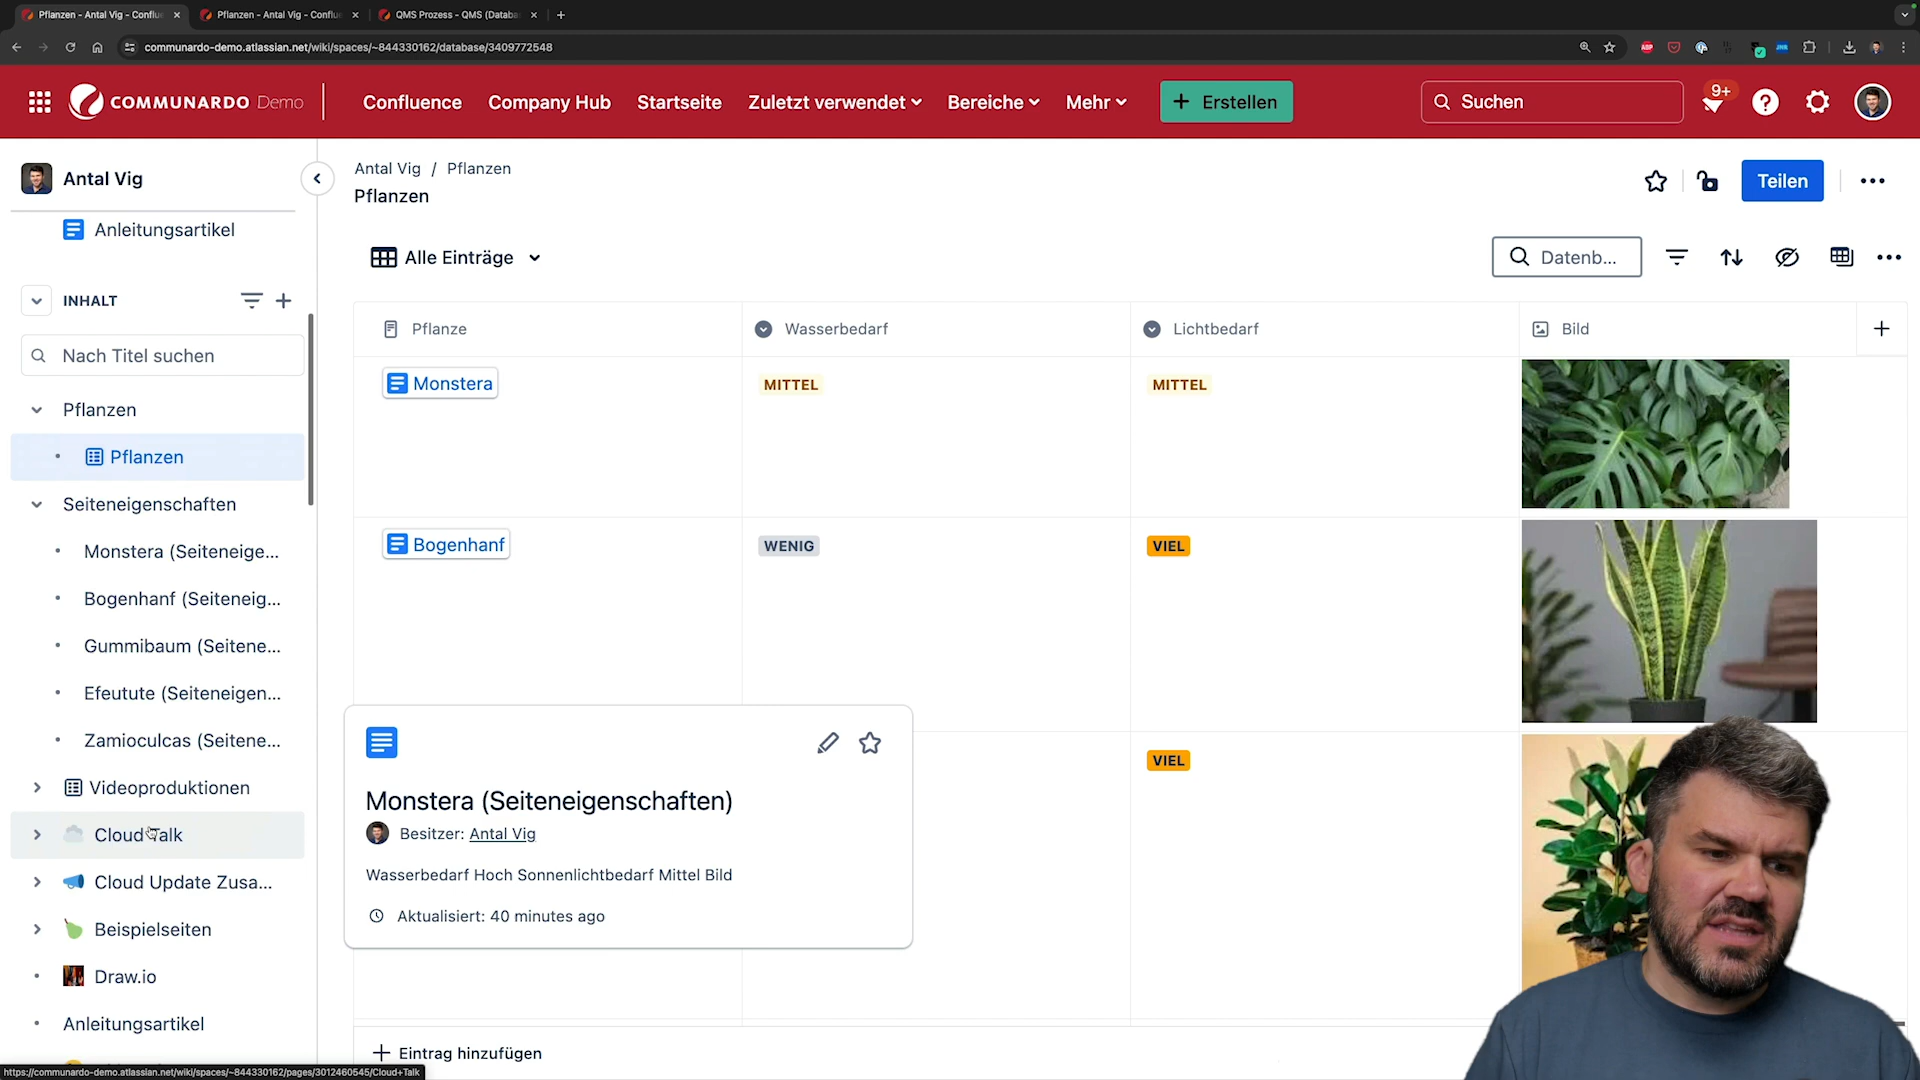 Pflanzen - Antal Vig - Conflu
Pflanzen - Antal Vig - Conflu
QMS Prozess - QMS (Databa
communardo-demo.atlassian.net/wiki/spaces/~844330162/database/3409772548
COMMUNARDO Demo
Confluence
Company Hub
Startseite
Zuletzt verwendet
Bereiche
Mehr
Erstellen
Suchen
9+
Antal Vig
Anleitungsartikel
INHALT
Nach Titel suchen
Pflanzen
Pflanzen
Seiteneigenschaften
Monstera (Seiteneige...
Bogenhanf (Seiteneig...
Gummibaum (Seitene...
Efeutute (Seiteneigen...
Zamioculcas (Seitene...
Videoproduktionen
Cloud Talk
Cloud Update Zusa...
Beispielseiten
Draw.io
Anleitungsartikel
Antal Vig / Pflanzen
Pflanzen
Teilen
Alle Einträge
Datenb...
Pflanze
Wasserbedarf
Lichtbedarf
Bild
Monstera
MITTEL
MITTEL
Bogenhanf
WENIG
VIEL
VIEL
Monstera (Seiteneigenschaften)
Besitzer: Antal Vig
Wasserbedarf Hoch Sonnenlichtbedarf Mittel Bild
Aktualisiert: 40 minutes ago
Eintrag hinzufügen
https://communardo-demo.atlassian.net/wiki/spaces/~844330162/pages/3012460545/Cloud+Talk